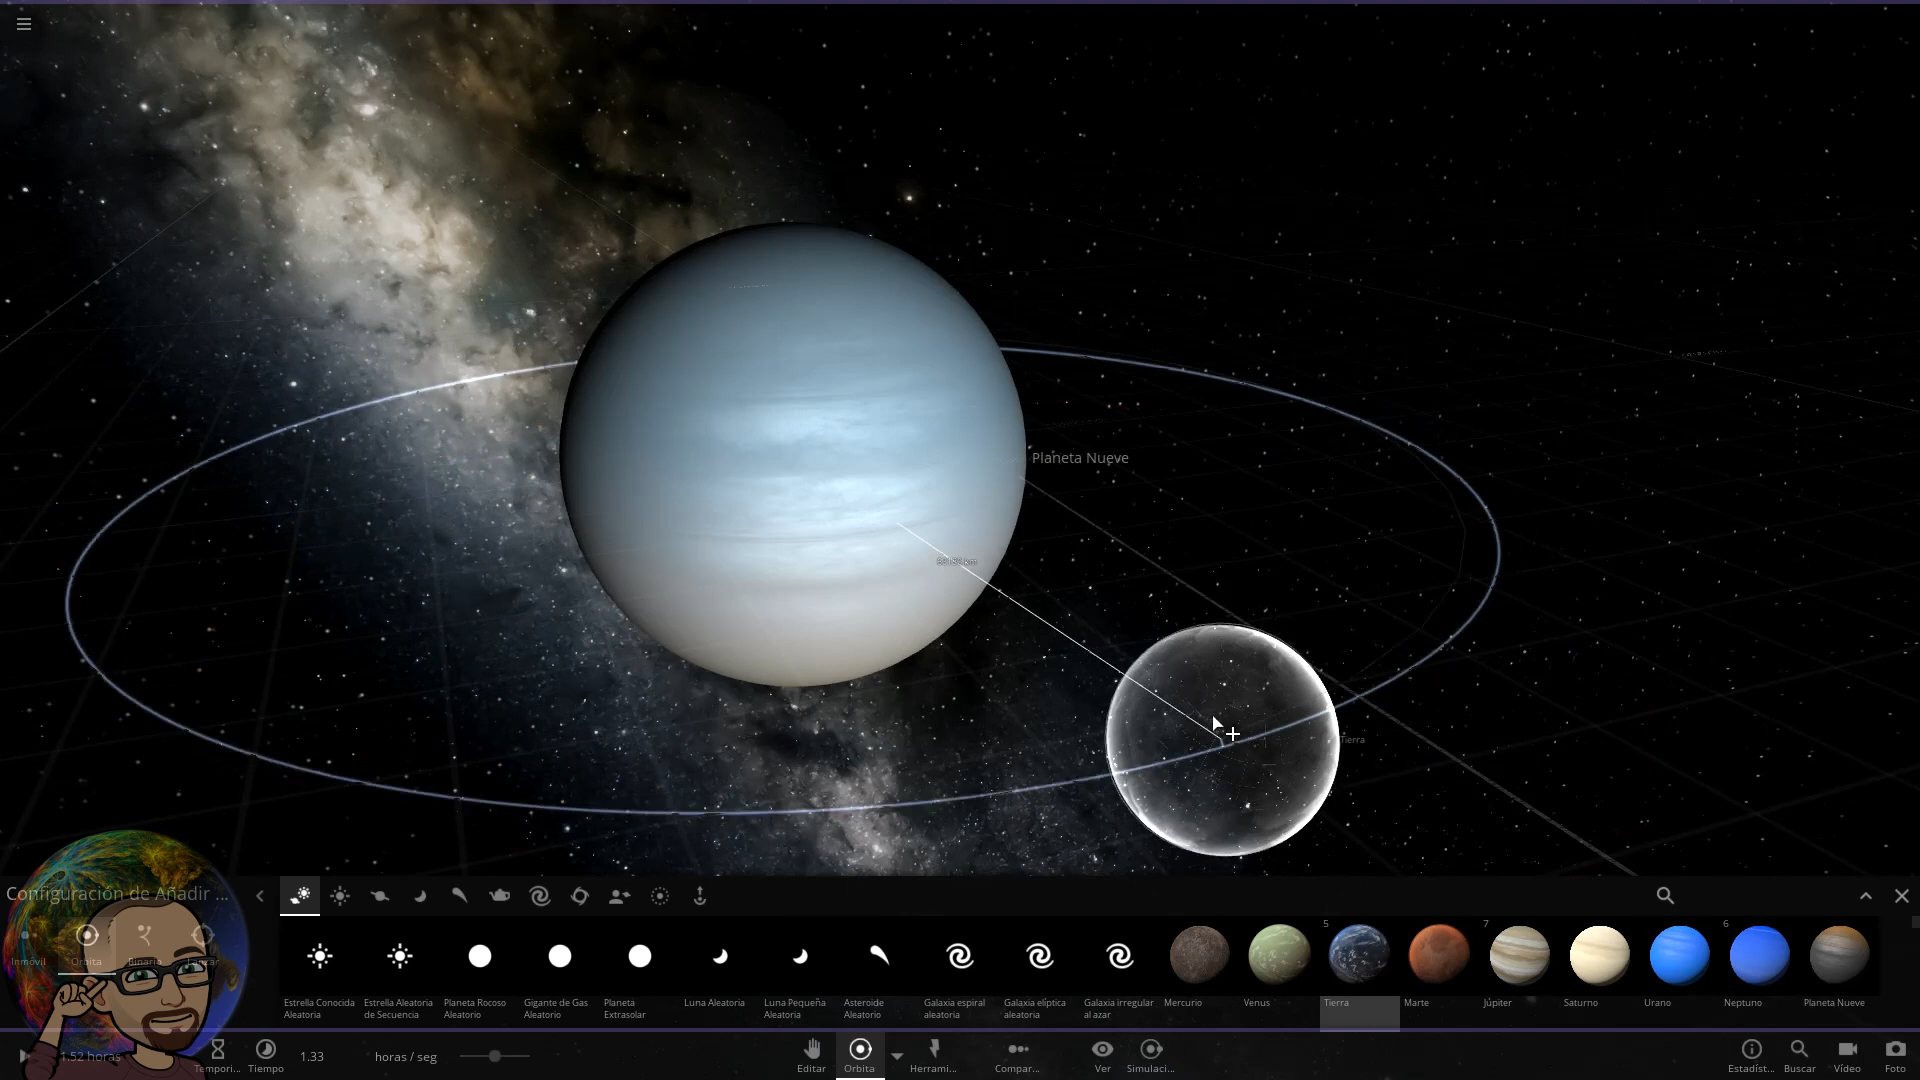 Planeta Nueve
Tierra
Configuración de Añadir ...
Inmóvil
Orbita
Binaria
Lanzar
5
7
6
Estrella Conocida
Aleatoria
Estrella Aleatoria
de Secuencia
Planeta Rocoso
Aleatorio
Gigante de Gas
Aleatorio
Planeta
Extrasolar
Luna Aleatoria
Luna Pequeña
Aleatoria
Asteroide
Aleatorio
Galaxia espiral
aleatoria
Galaxia elíptica
aleatoria
Galaxia irregular
al azar
Mercurio
Venus
Tierra
Marte
Júpiter
Saturno
Urano
Neptuno
Planeta Nueve
1.52 horas
Tempori...
Tiempo
1.33
horas / seg
Editar
Orbita
Herrami...
Compar...
Ver
Simulaci...
Estadíst...
Buscar
Vídeo
Foto